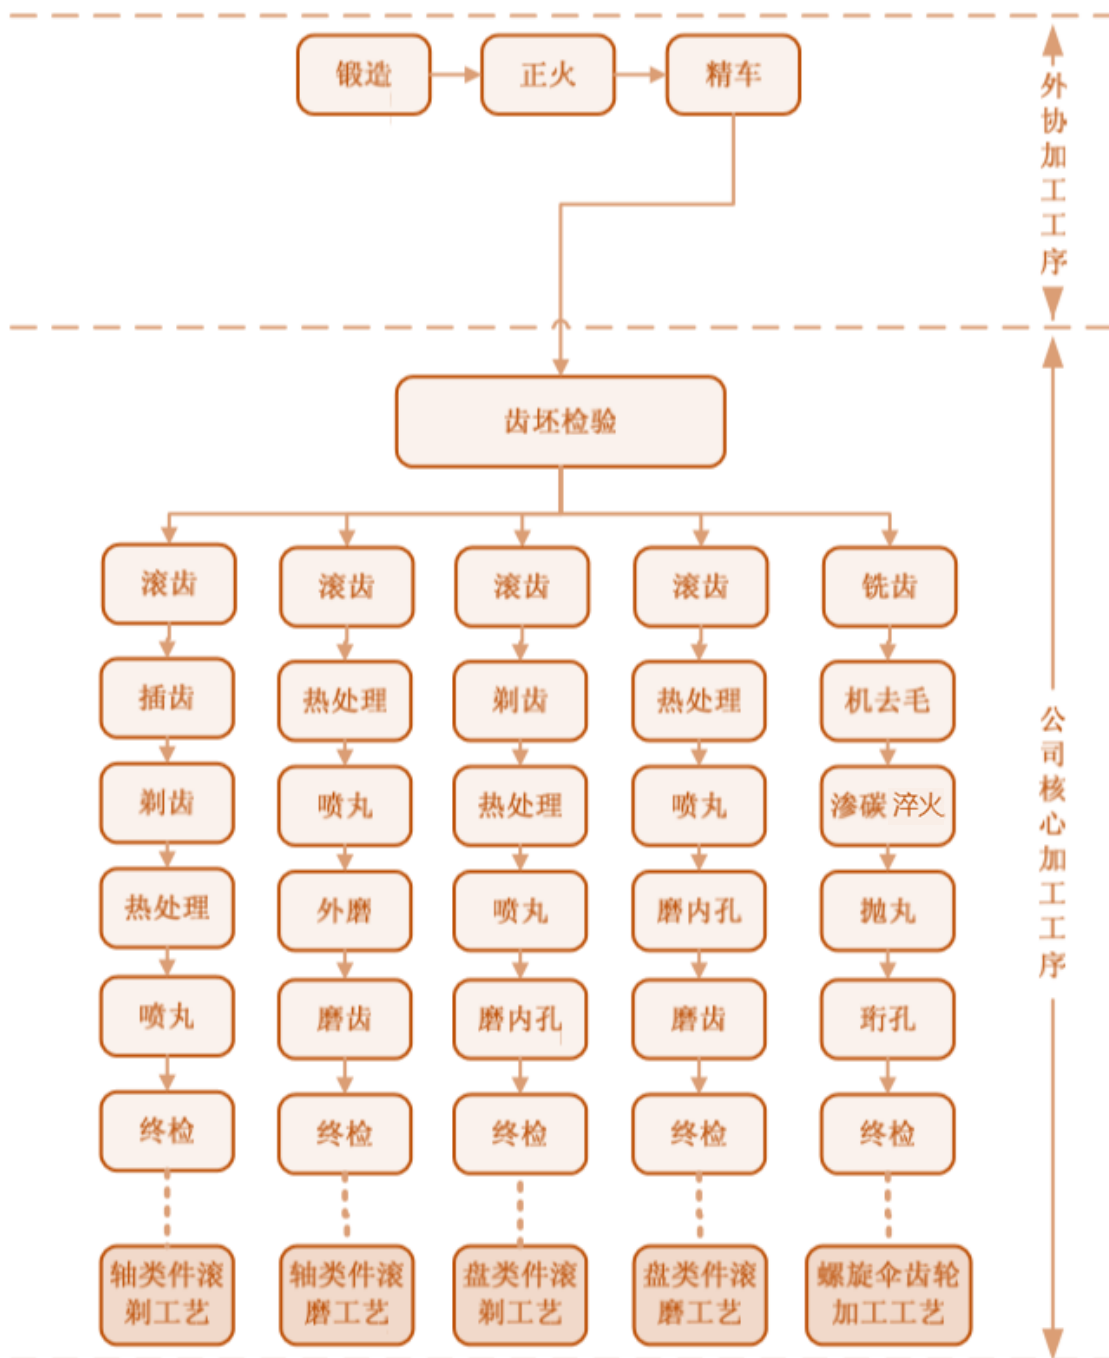 锻造
正火
精车
外协加工工序
齿坯检验
滚齿
滚齿
滚齿
滚齿
铣齿
插齿
热处理
剃齿
热处理
机去毛
剃齿
喷丸
热处理
喷丸
渗碳 淬火
热处理
外磨
喷丸
磨内孔
抛丸
喷丸
磨齿
磨内孔
磨齿
珩孔
终检
终检
终检
终检
终检
轴类件滚
剃工艺
轴类件滚
磨工艺
盘类件滚
剃工艺
盘类件滚
磨工艺
螺旋伞齿轮
加工工艺
公司核心加工工序